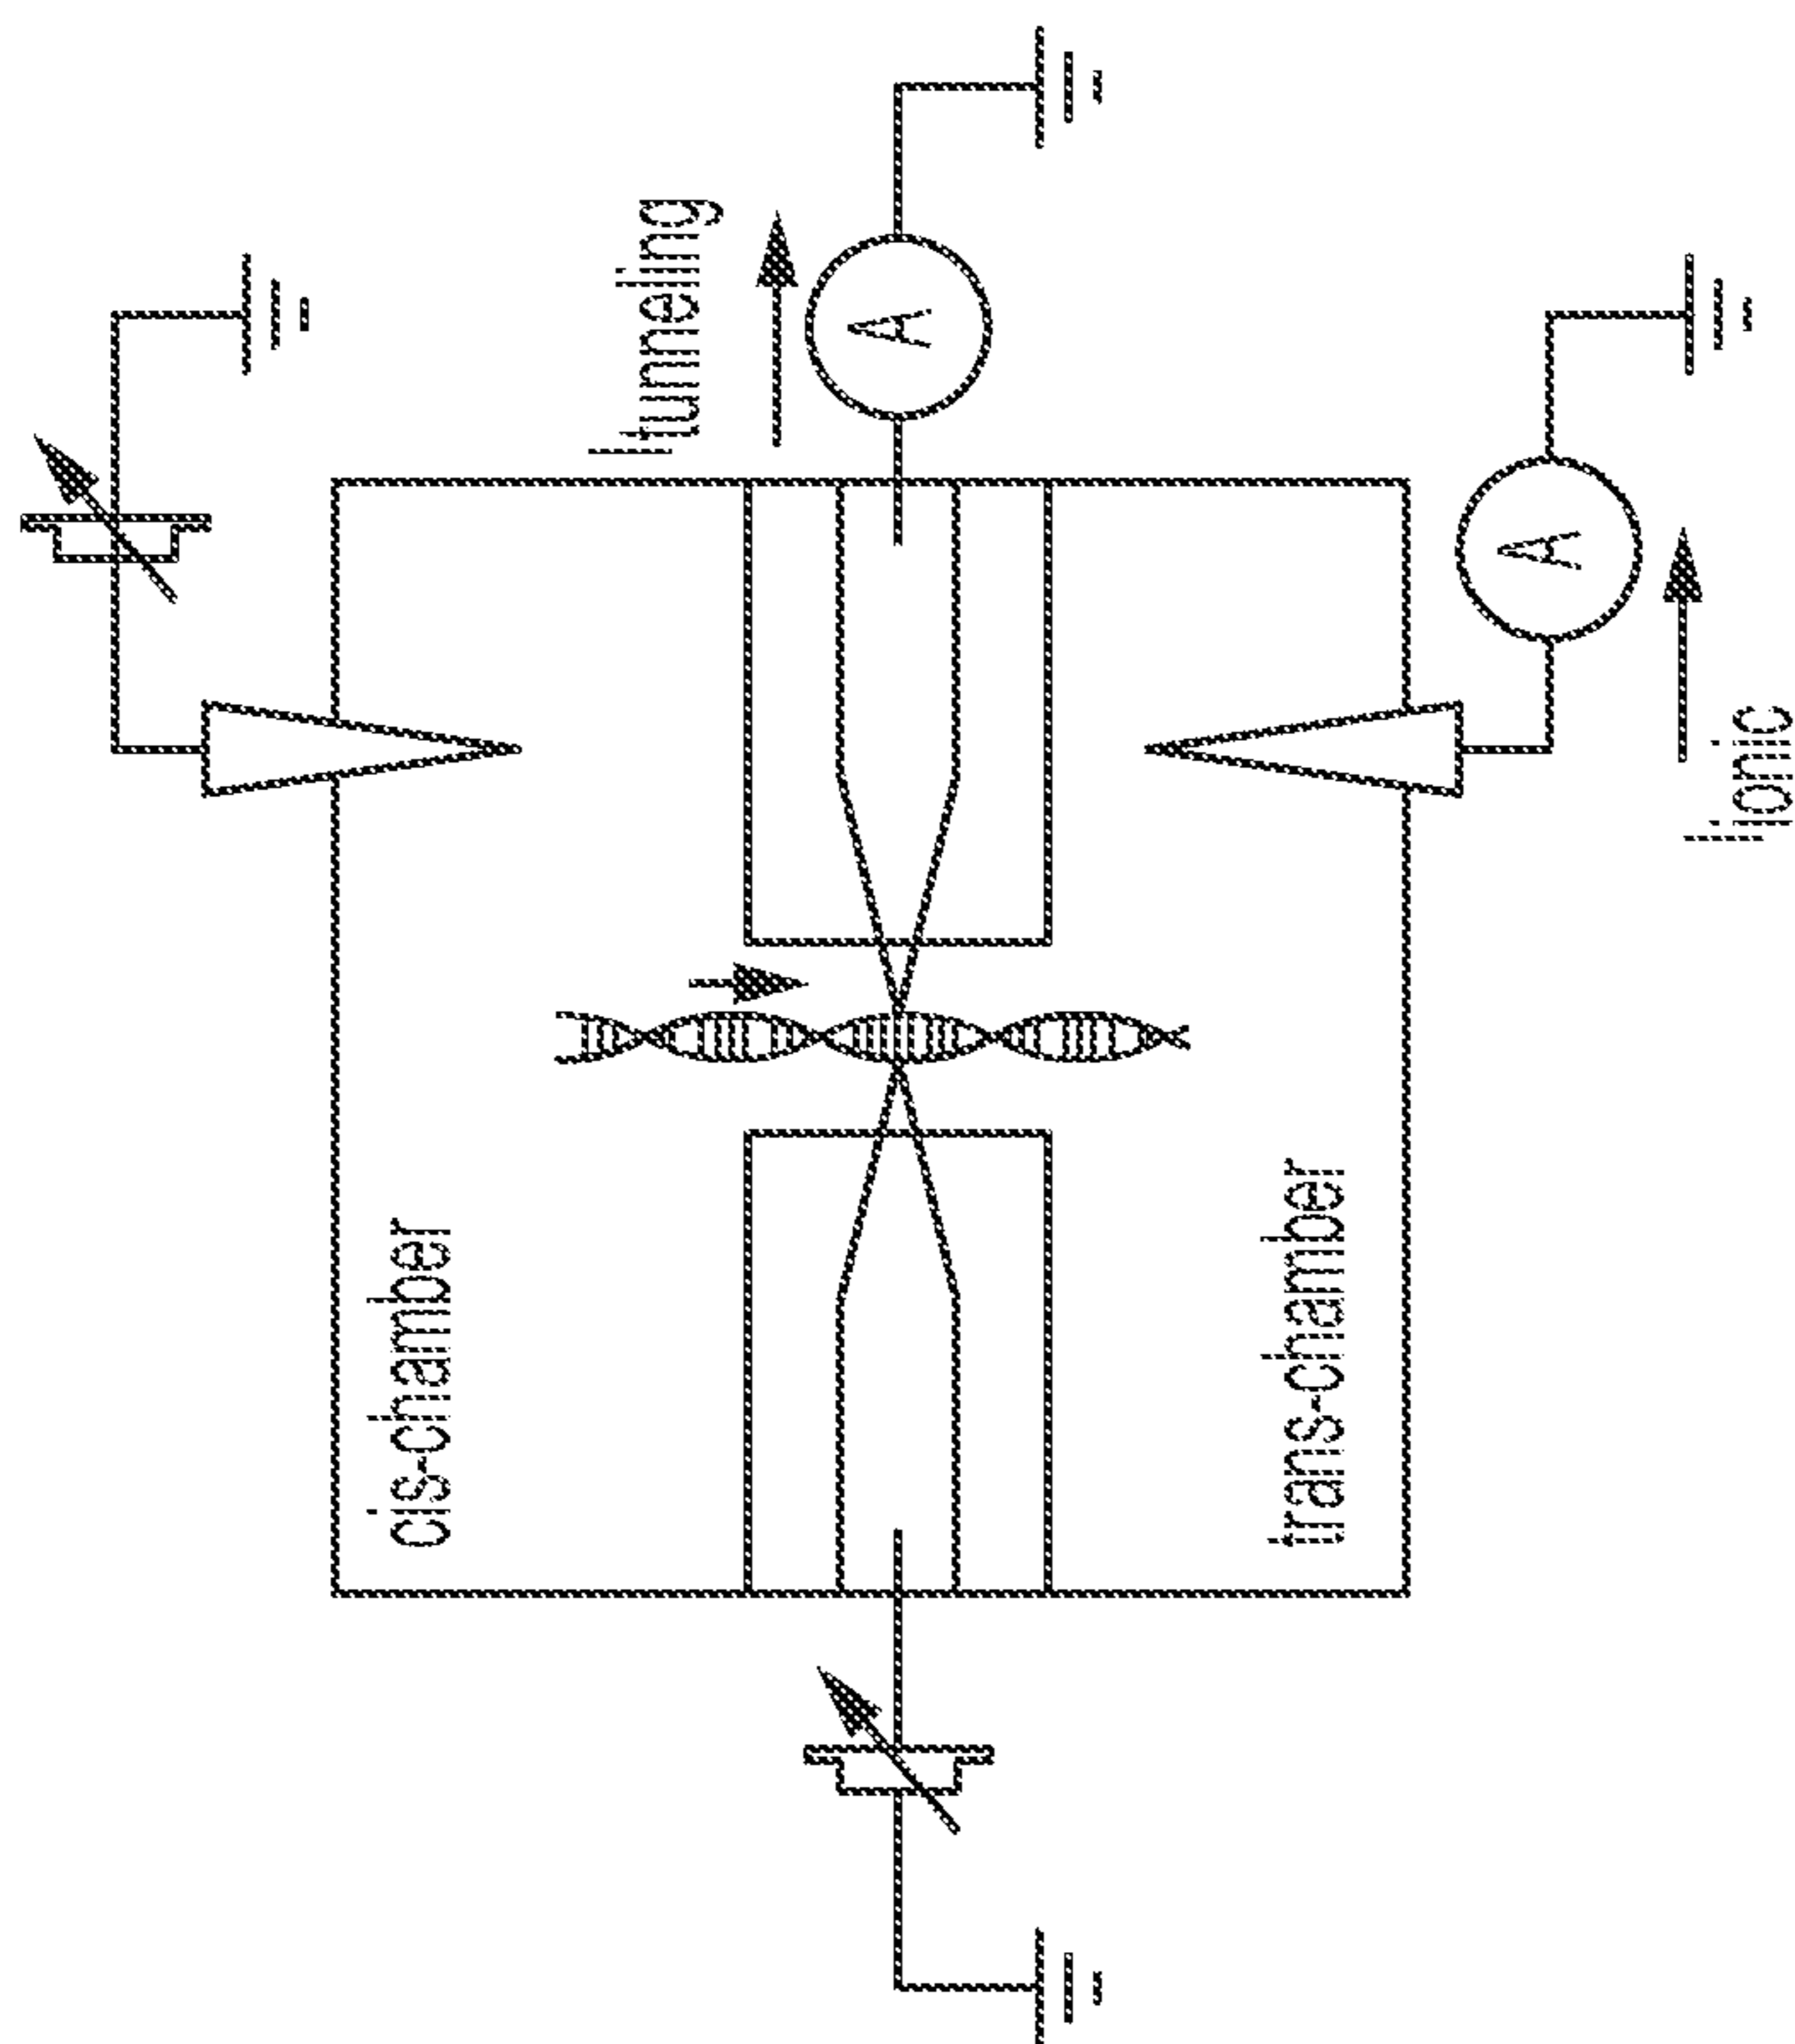 cis-chamber
trans-chamber
Itunneling
A
Iionic
A